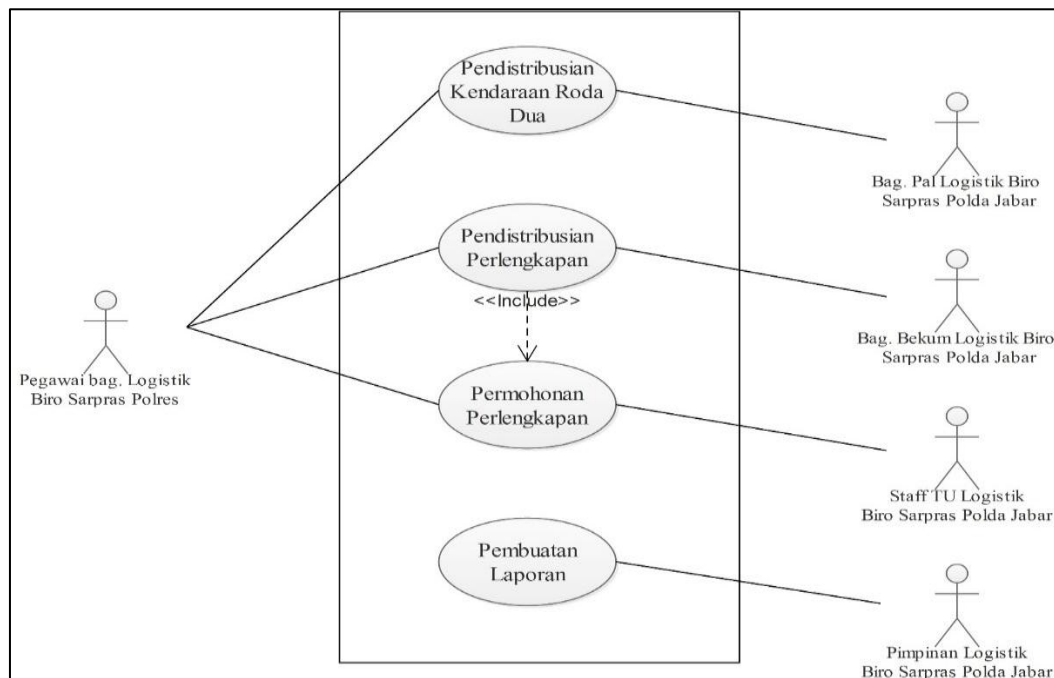 Pendistribusian
Kendaraan Roda
Dua
Bag. Pal Logistik Biro
Sarpras Polda Jabar
Pendistribusian
Perlengkapan
<<Include>>
Bag. Bekum Logistik Biro
Sarpras Polda Jabar
Pegawai bag. Logistik
Biro Sarpras Polres
Permohonan
Perlengkapan
Staff TU Logistik
Biro Sarpras Polda Jabar
Pembuatan
Laporan
Pimpinan Logistik
Biro Sarpras Polda Jabar